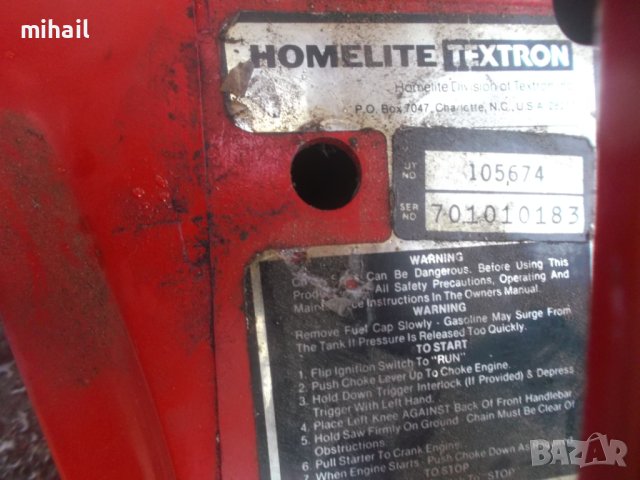 mihail
HOMELITE TEXTRON
Homelite Division of Textron
P.O. Box 7047, Charlotte, N.C., U.S.A.
UT
NO
105674
SER
NO
701010183
WARNING
Can Be Dangerous. Before Using This
All Safety Precautions, Operating And
Maintenance Instructions In The Owners Manual.
WARNING
Remove Fuel Cap Slowly - Gasoline May Surge From
The Tank If Pressure Is Released Too Quickly.
TO START
1. Flip Ignition Switch To "RUN"
2. Push Choke Lever Up To Choke Engine.
3. Hold Down Trigger Interlock (If Provided) & Depress
Trigger With Left Hand.
4. Place Left Knee AGAINST Back Of Front Handlebar
5. Hold Saw Firmly On Ground. Chain Must Be Clear Of
Obstructions.
6. Pull Starter To Crank Engine.
7. When Engine Starts, Push Choke Down
TO STOP
To "STOP
BAZAR